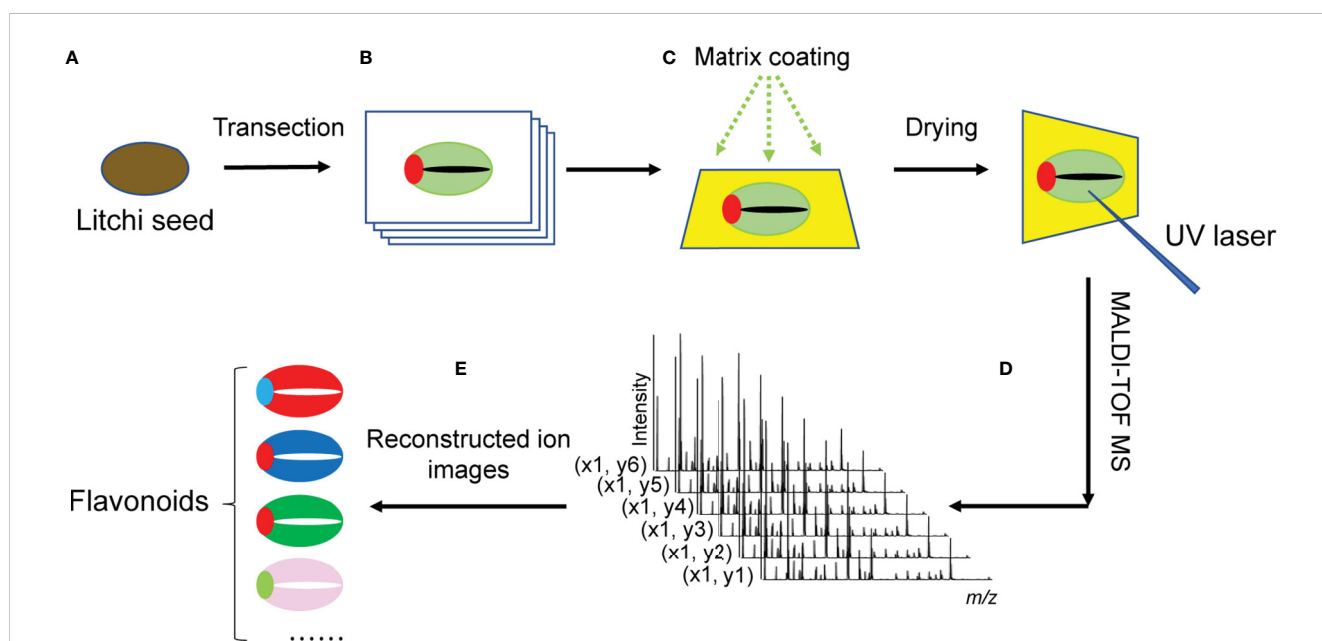 A
B
C
Matrix coating
Transection
Drying
Litchi seed
UV laser
MALDI-TOF MS
D
E
Intensity
(x1, y6)
(x1, y5)
(x1, y4)
(x1, y3)
(x1, y2)
(x1, y1)
m/z
Reconstructed ion
images
Flavonoids
......